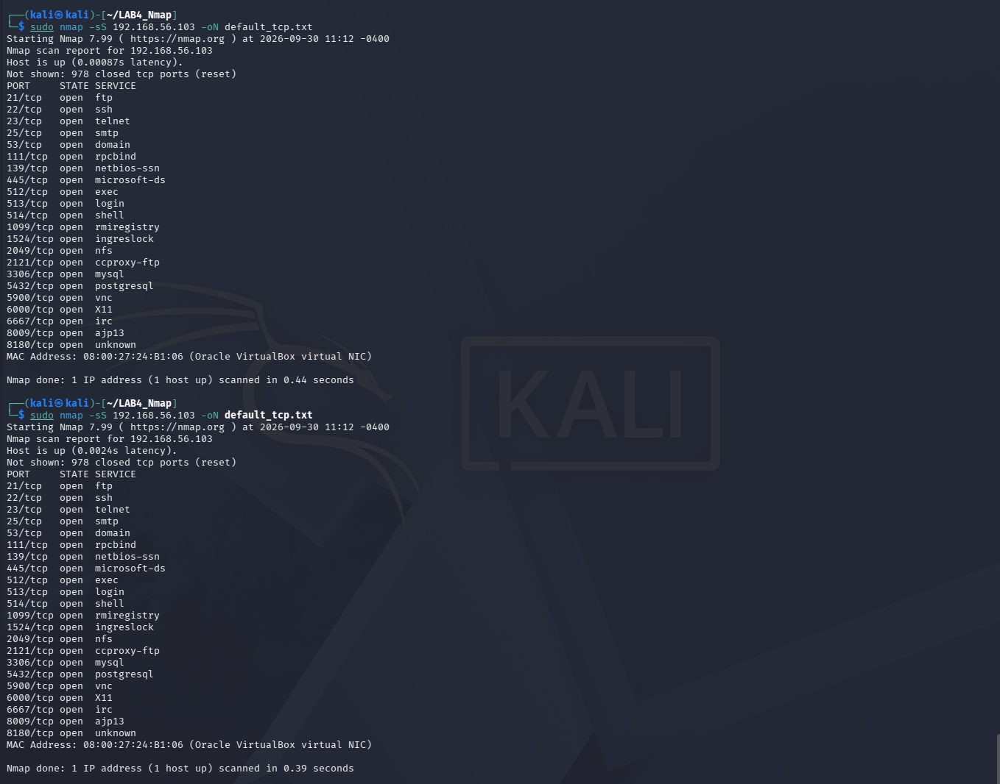 ┌──(kali㉿kali)-[~/LAB4_Nmap]
└─$ sudo nmap -sS 192.168.56.103 -oN default_tcp.txt
Starting Nmap 7.99 ( https://nmap.org ) at 2026-09-30 11:12 -0400
Nmap scan report for 192.168.56.103
Host is up (0.00087s latency).
Not shown: 978 closed tcp ports (reset)
PORT     STATE SERVICE
21/tcp   open  ftp
22/tcp   open  ssh
23/tcp   open  telnet
25/tcp   open  smtp
53/tcp   open  domain
111/tcp  open  rpcbind
139/tcp  open  netbios-ssn
445/tcp  open  microsoft-ds
512/tcp  open  exec
513/tcp  open  login
514/tcp  open  shell
1099/tcp open  rmiregistry
1524/tcp open  ingreslock
2049/tcp open  nfs
2121/tcp open  ccproxy-ftp
3306/tcp open  mysql
5432/tcp open  postgresql
5900/tcp open  vnc
6000/tcp open  X11
6667/tcp open  irc
8009/tcp open  ajp13
8180/tcp open  unknown
MAC Address: 08:00:27:24:B1:06 (Oracle VirtualBox virtual NIC)
Nmap done: 1 IP address (1 host up) scanned in 0.44 seconds
┌──(kali㉿kali)-[~/LAB4_Nmap]
└─$ sudo nmap -sS 192.168.56.103 -oN default_tcp.txt
Starting Nmap 7.99 ( https://nmap.org ) at 2026-09-30 11:12 -0400
Nmap scan report for 192.168.56.103
Host is up (0.0024s latency).
Not shown: 978 closed tcp ports (reset)
PORT     STATE SERVICE
21/tcp   open  ftp
22/tcp   open  ssh
23/tcp   open  telnet
25/tcp   open  smtp
53/tcp   open  domain
111/tcp  open  rpcbind
139/tcp  open  netbios-ssn
445/tcp  open  microsoft-ds
512/tcp  open  exec
513/tcp  open  login
514/tcp  open  shell
1099/tcp open  rmiregistry
1524/tcp open  ingreslock
2049/tcp open  nfs
2121/tcp open  ccproxy-ftp
3306/tcp open  mysql
5432/tcp open  postgresql
5900/tcp open  vnc
6000/tcp open  X11
6667/tcp open  irc
8009/tcp open  ajp13
8180/tcp open  unknown
MAC Address: 08:00:27:24:B1:06 (Oracle VirtualBox virtual NIC)
Nmap done: 1 IP address (1 host up) scanned in 0.39 seconds
KALI